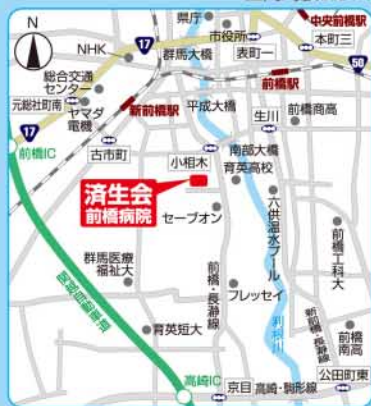 N
県庁
市役所
中央前橋駅
本町三
NHK
17
群馬大橋
表町一
50
総合交通
センター
元総社町南
ヤマダ
電機
新前橋駅
平成大橋
前橋駅
前橋商高
17
前橋IC
古市町
生川
小相木
南部大橋
育英高校
済生会
前橋病院
セーブオン
六供温水プール
前橋工科大
群馬医療
福祉大
前橋・長瀞線
フレッセイ
利根川
新前橋・長瀞線
関越自動車道
育英短大
前橋
南高
高崎IC
京目
高崎・駒形線
公田町東